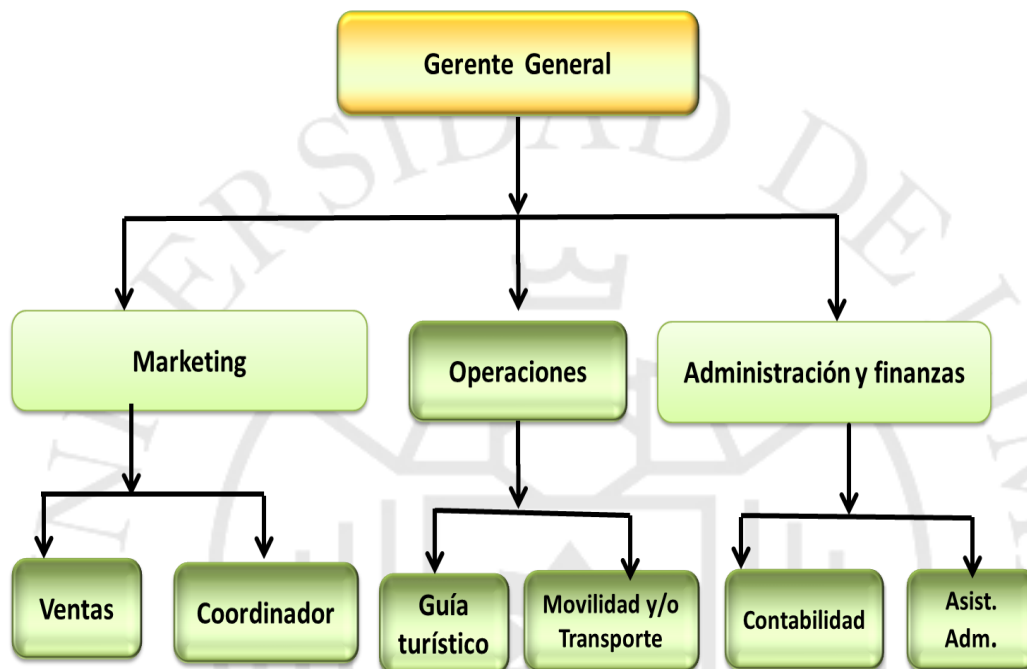 Gerente General
Marketing
Operaciones
Administración y finanzas
Ventas
Coordinador
Guía
turístico
Movilidad y/o
Transporte
Contabilidad
Asist.
Adm.